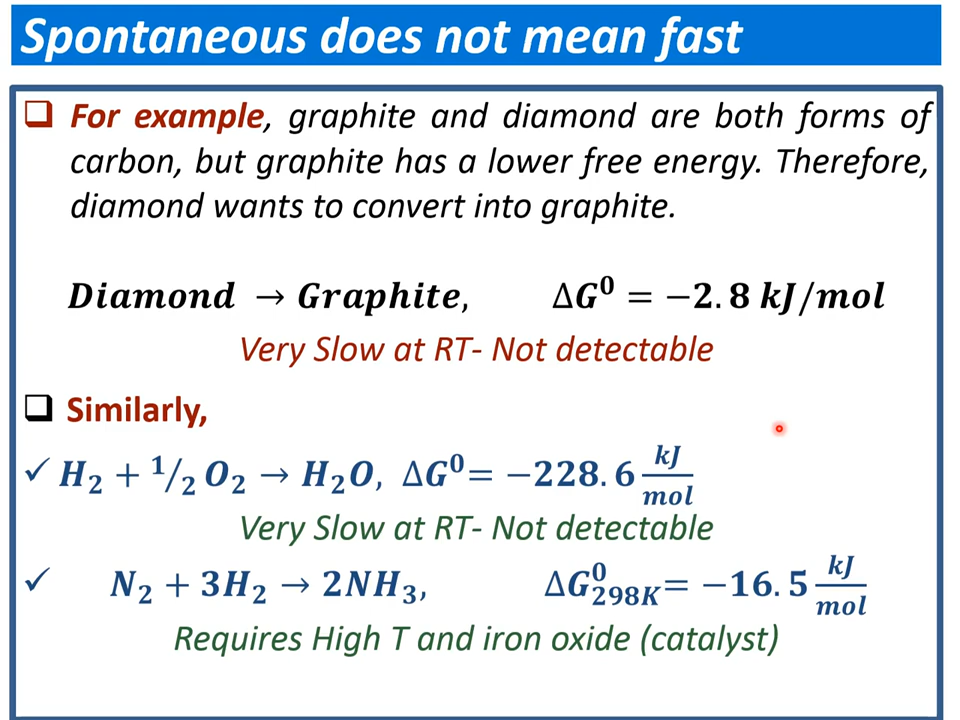 Spontaneous does not mean fast
❑ For example, graphite and diamond are both forms of
carbon, but graphite has a lower free energy. Therefore,
diamond wants to convert into graphite.
Diamond → Graphite, ΔG⁰ = −2.8 kJ/mol
Very Slow at RT- Not detectable
❑ Similarly,
✓ H₂ + 1/2 O₂ → H₂O, ΔG⁰= −228.6 kJ/mol
Very Slow at RT- Not detectable
✓ N₂ + 3H₂ → 2NH₃, ΔG⁰₂₉₈K= −16.5 kJ/mol
Requires High T and iron oxide (catalyst)